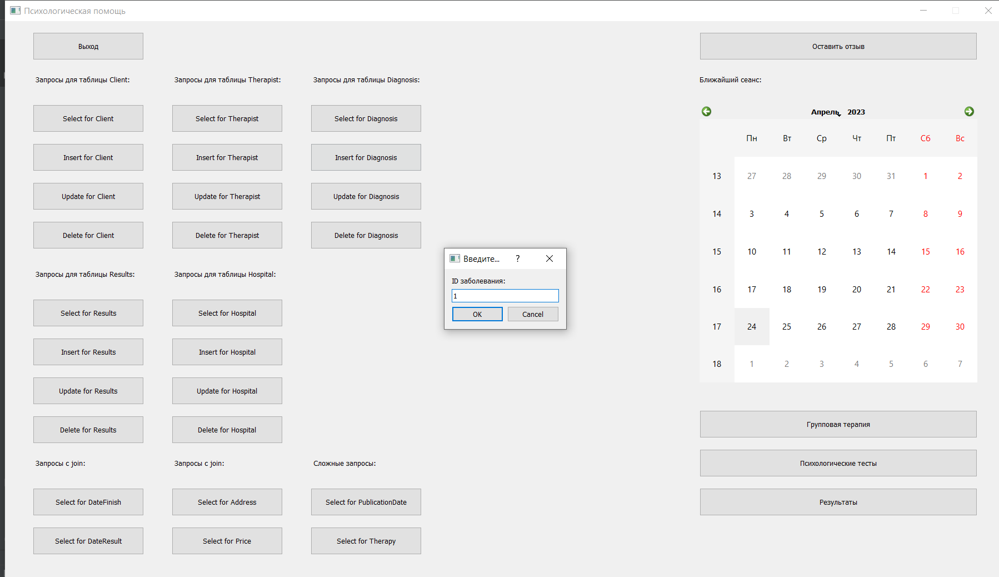 Психологическая помощь
Выход
Оставить отзыв
Запросы для таблицы Client:
Запросы для таблицы Therapist:
Запросы для таблицы Diagnosis:
Ближайший сеанс:
Select for Client
Select for Therapist
Select for Diagnosis
Insert for Client
Insert for Therapist
Insert for Diagnosis
Update for Client
Update for Therapist
Update for Diagnosis
Delete for Client
Delete for Therapist
Delete for Diagnosis
Апрель, 2023
Пн Вт Ср Чт Пт Сб Вс
13 27 28 29 30 31 1 2
14 3 4 5 6 7 8 9
15 10 11 12 13 14 15 16
16 17 18 19 20 21 22 23
17 24 25 26 27 28 29 30
18 1 2 3 4 5 6 7
Введите... ?
ID заболевания:
1
OK Cancel
Запросы для таблицы Results:
Запросы для таблицы Hospital:
Select for Results
Select for Hospital
Insert for Results
Insert for Hospital
Update for Results
Update for Hospital
Delete for Results
Delete for Hospital
Запросы с join:
Запросы с join:
Сложные запросы:
Select for DateFinish
Select for Address
Select for PublicationDate
Select for DateResult
Select for Price
Select for Therapy
Групповая терапия
Психологические тесты
Результаты